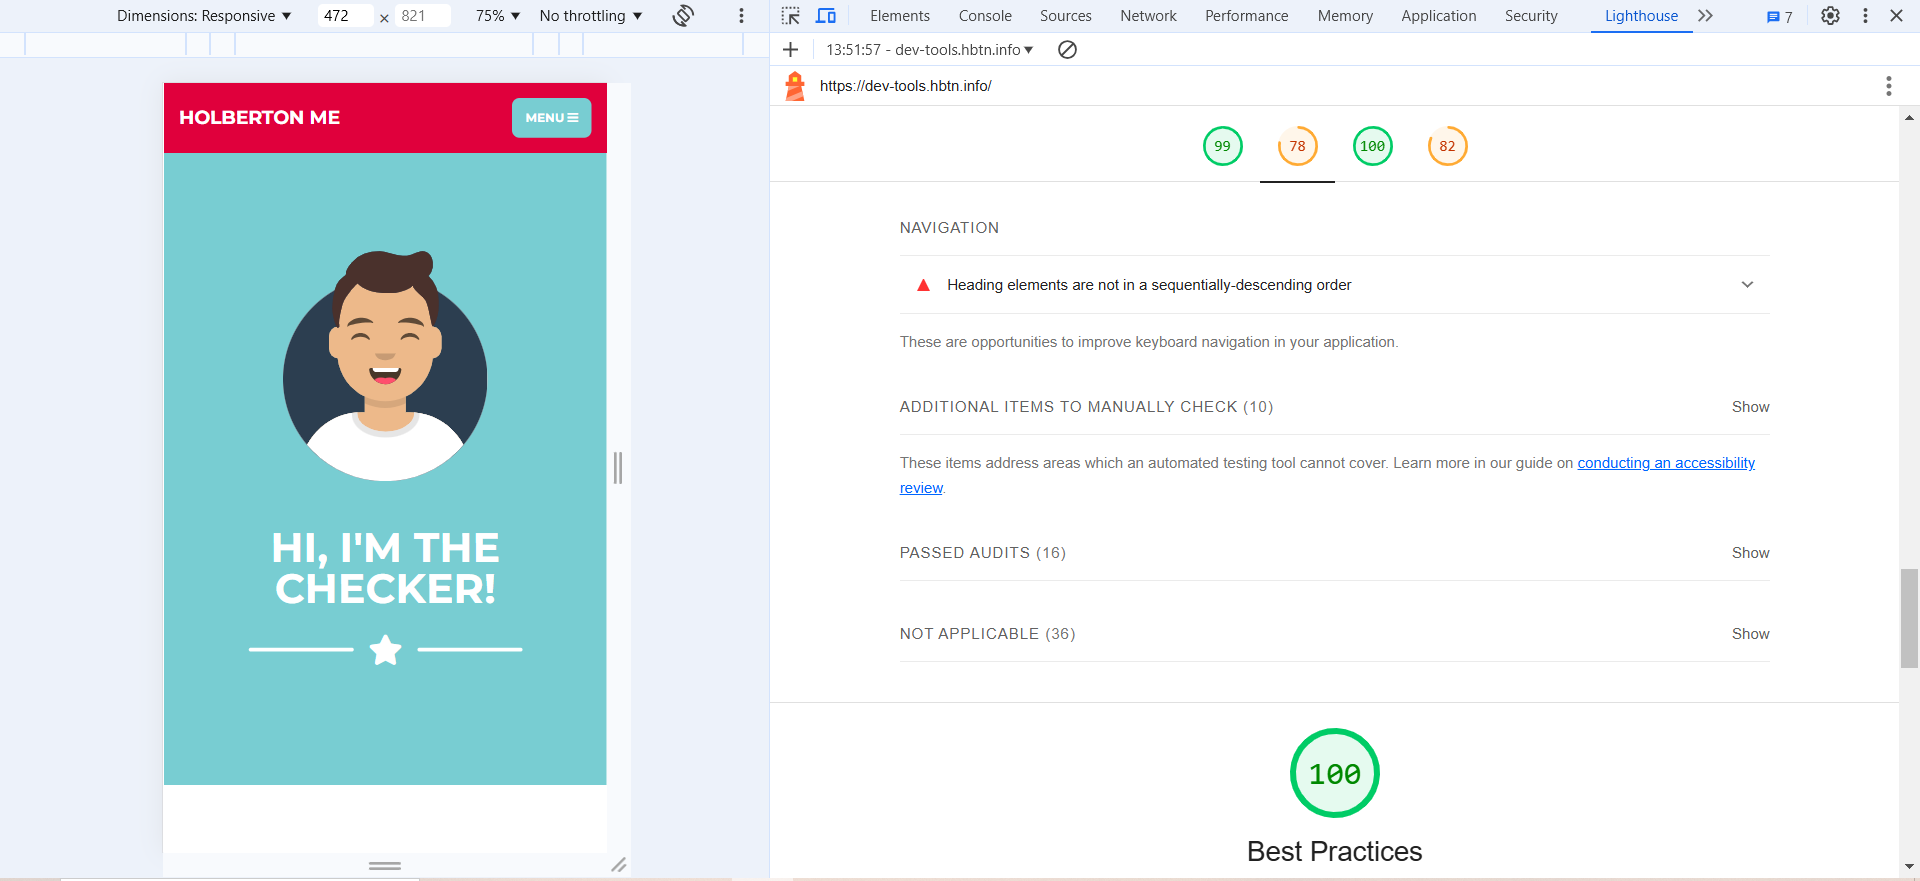 Dimensions: Responsive ▼ 472 × 821 75% ▼ No throttling ▼
Elements Console Sources Network Performance Memory Application Security Lighthouse 7
13:51:57 - dev-tools.hbtn.info ▼
https://dev-tools.hbtn.info/
99 78 100 82
HOLBERTON ME
MENU
HI, I'M THE
CHECKER!
NAVIGATION
Heading elements are not in a sequentially-descending order
These are opportunities to improve keyboard navigation in your application.
ADDITIONAL ITEMS TO MANUALLY CHECK (10) Show
These items address areas which an automated testing tool cannot cover. Learn more in our guide on conducting an accessibility
review.
PASSED AUDITS (16) Show
NOT APPLICABLE (36) Show
100
Best Practices